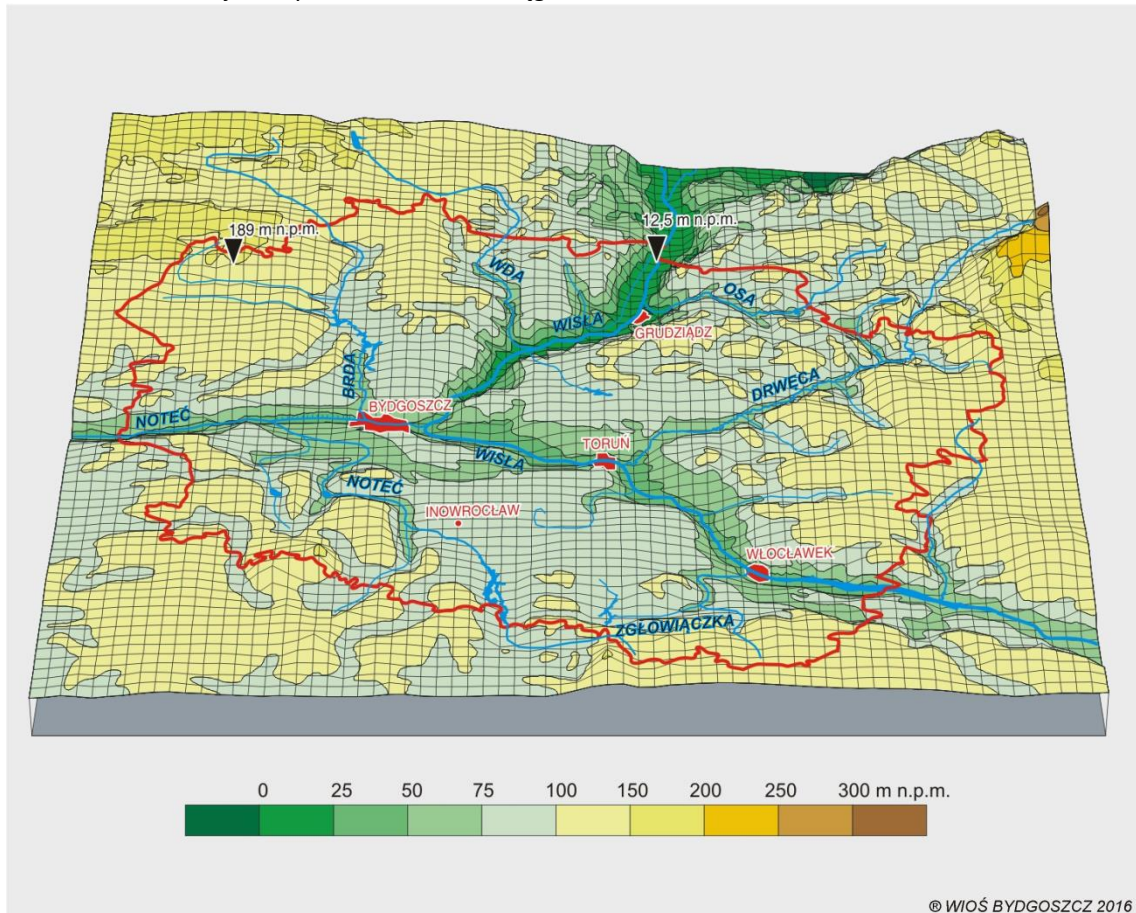 189 m n.p.m.
12,5 m n.p.m.
WDA
OSA
WISŁA
GRUDZIĄDZ
BRDA
DRWĘCA
BYDGOSZCZ
NOTEĆ
TORUŃ
WISŁA
NOTEĆ
INOWROCŁAW
WŁOCŁAWEK
ZGŁOWIĄCZKA
0 25 50 75 100 150 200 250 300 m n.p.m.
® WIOŚ BYDGOSZCZ 2016